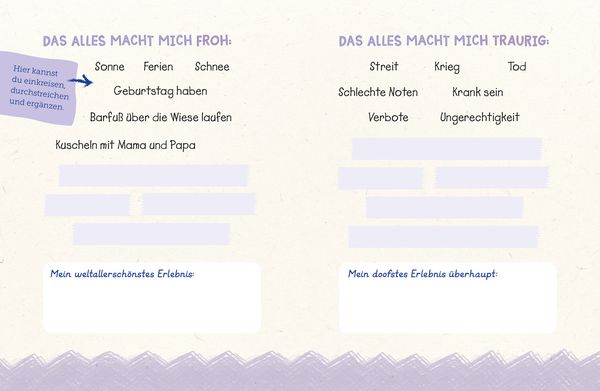 DAS ALLES MACHT MICH FROH:
Hier kannst
du einkreisen,
durchstreichen
und ergänzen.
Sonne Ferien Schnee
Geburtstag haben
Barfuß über die Wiese laufen
Kuscheln mit Mama und Papa
Mein weltallerschönstes Erlebnis:
DAS ALLES MACHT MICH TRAURIG:
Streit Krieg Tod
Schlechte Noten Krank sein
Verbote Ungerechtigkeit
Mein doofstes Erlebnis überhaupt: